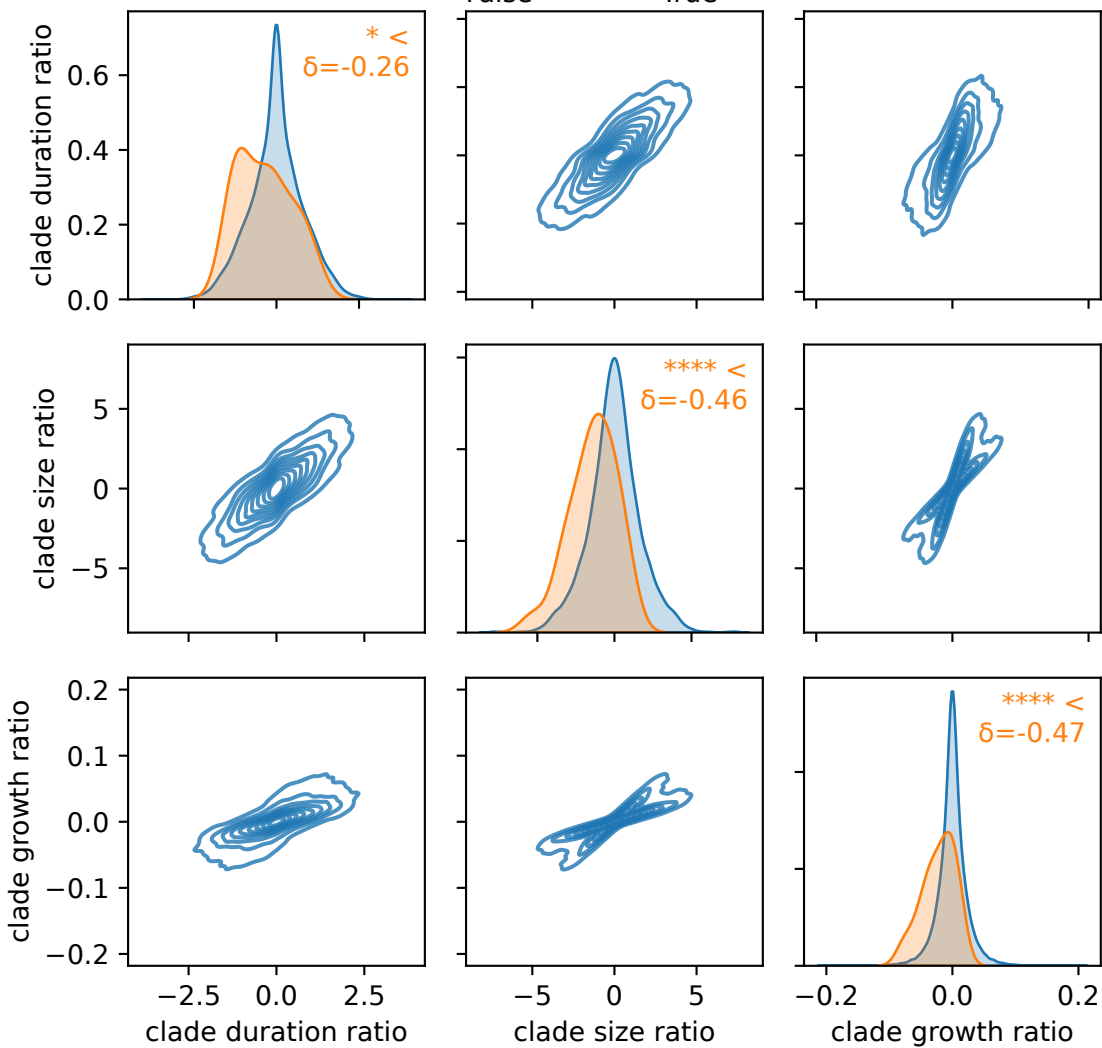 clade duration ratio
0.6
0.4
0.2
0.0
* <
δ=-0.26
clade size ratio
5
0
−5
**** <
δ=-0.46
clade growth ratio
0.2
0.1
0.0
−0.1
−0.2
**** <
δ=-0.47
−2.5 0.0 2.5
−5 0 5
−0.2 0.0 0.2
clade duration ratio
clade size ratio
clade growth ratio